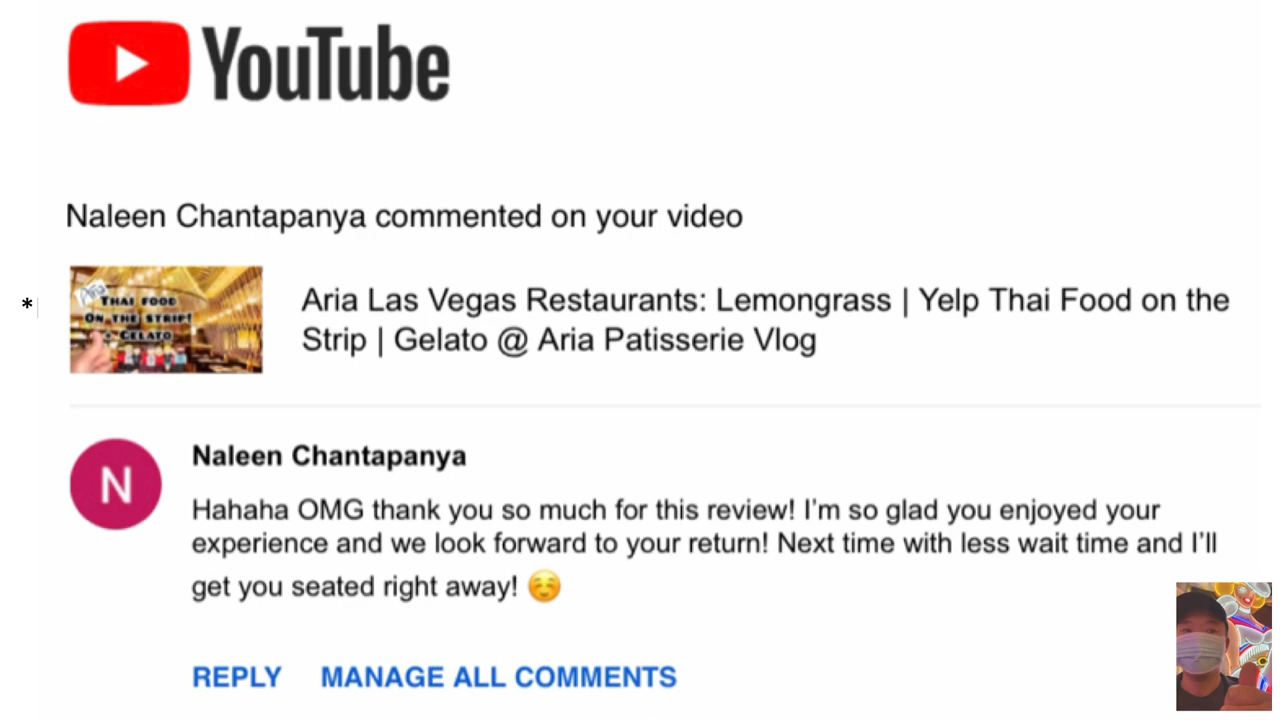 YouTube
Naleen Chantapanya commented on your video
*
Aria
THAI FOOD
ON THE STRIP!
+ GELATO
Aria Las Vegas Restaurants: Lemongrass | Yelp Thai Food on the
Strip | Gelato @ Aria Patisserie Vlog
N
Naleen Chantapanya
Hahaha OMG thank you so much for this review! I'm so glad you enjoyed your
experience and we look forward to your return! Next time with less wait time and I'll
get you seated right away! ☺️
REPLY MANAGE ALL COMMENTS